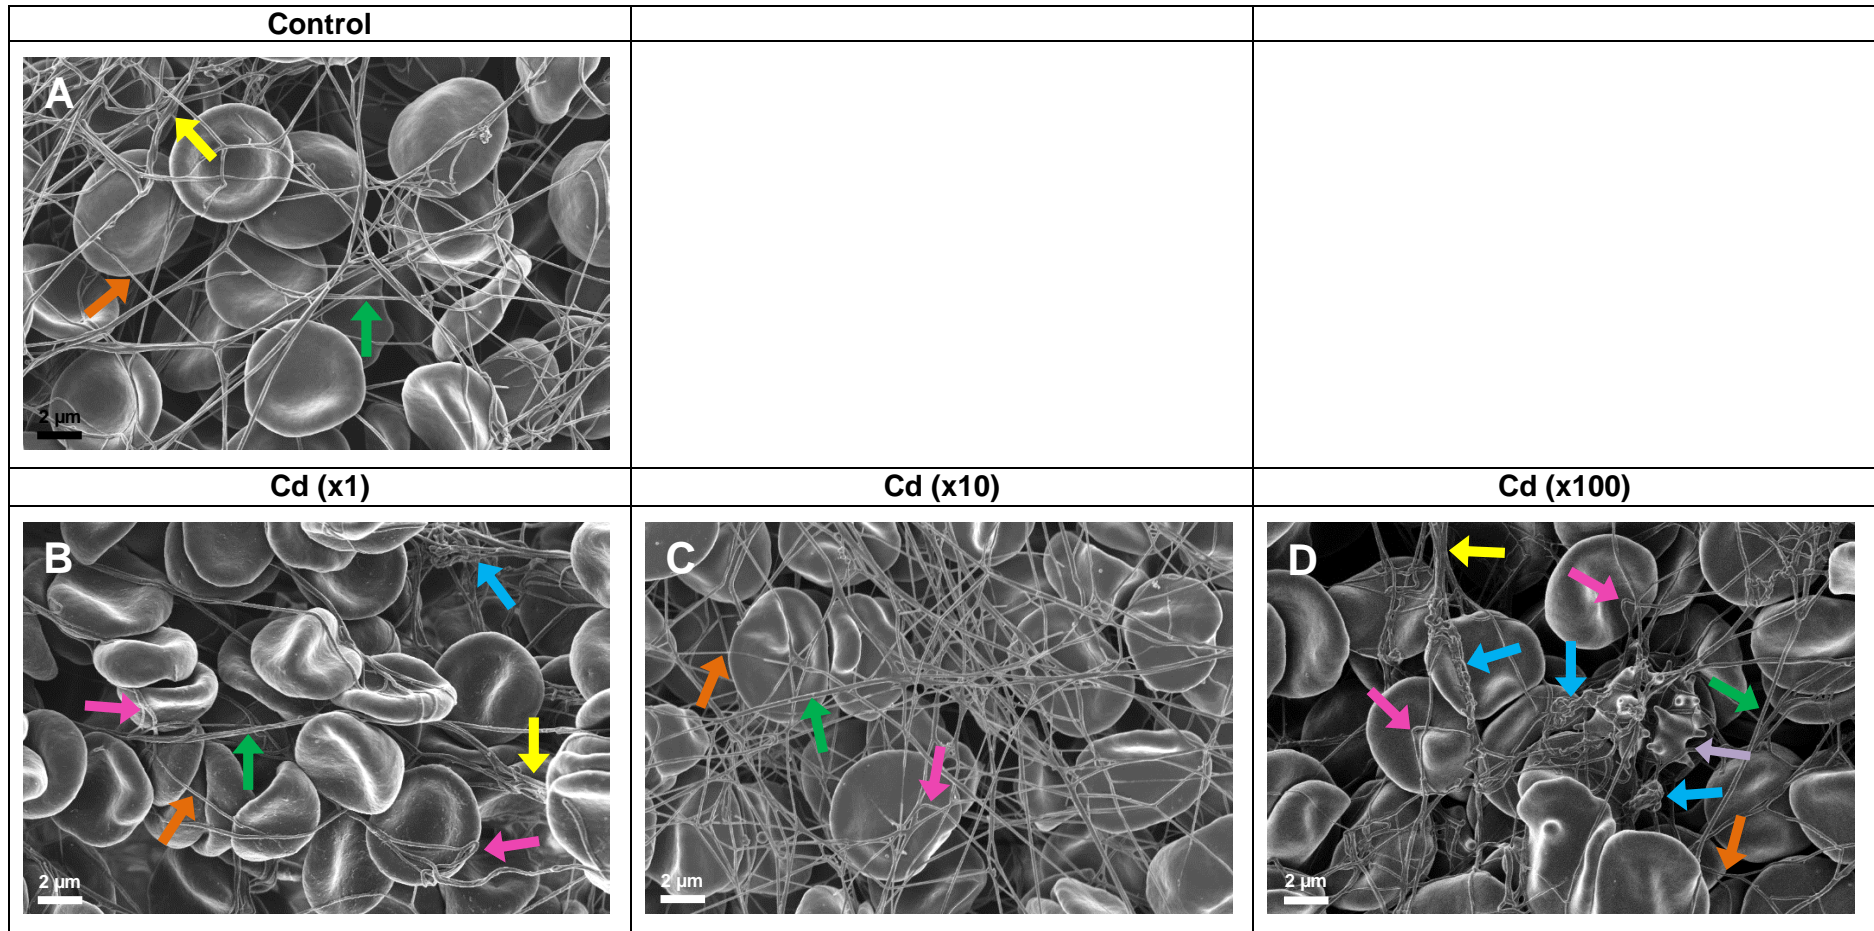 Control
A
2 µm
Cd (x1)
Cd (x10)
Cd (x100)
B
C
D
2 µm
2 µm
2 µm